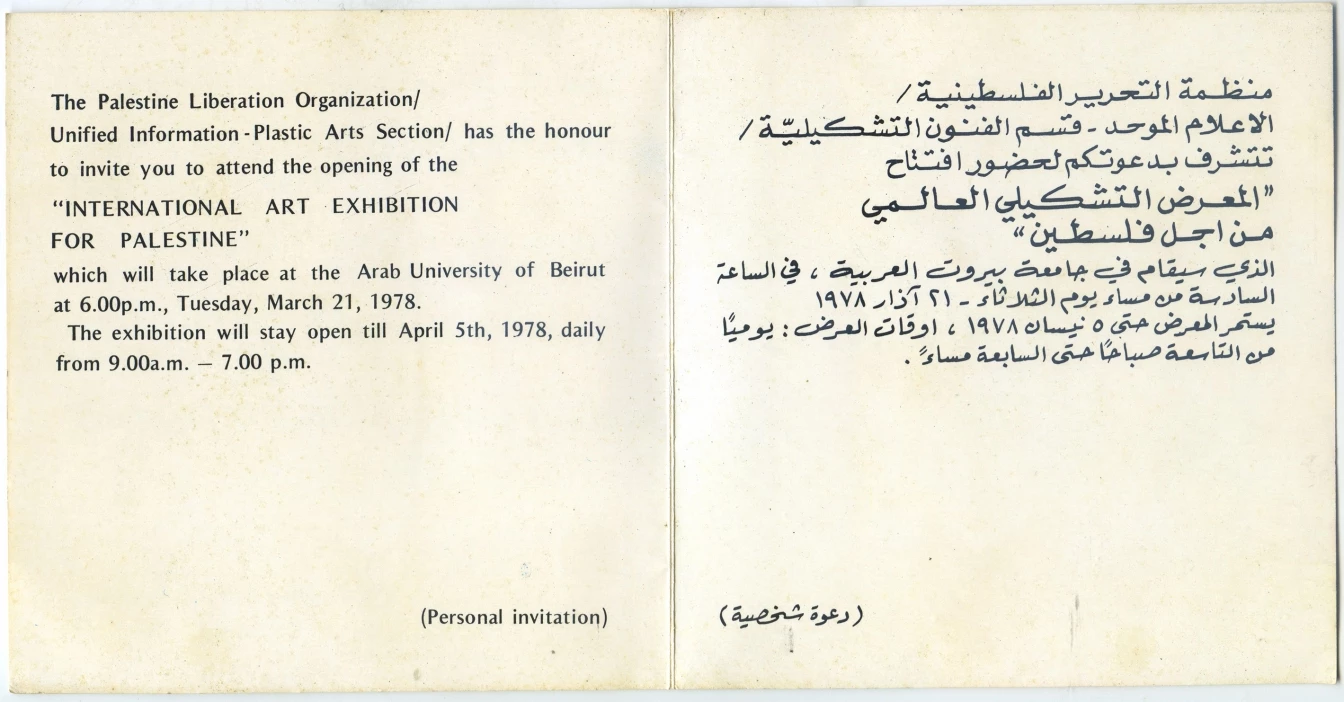 The Palestine Liberation Organization/
Unified Information-Plastic Arts Section/ has the honour
to invite you to attend the opening of the
“INTERNATIONAL ART EXHIBITION
FOR PALESTINE”
which will take place at the Arab University of Beirut
at 6.00p.m., Tuesday, March 21, 1978.
The exhibition will stay open till April 5th, 1978, daily
from 9.00a.m. – 7.00 p.m.
(Personal invitation)
منظمة التحرير الفلسطينية /
الاعلام الموحد - قسم الفنون التشكيليّة /
تتشرف بدعوتكم لحضور افتتاح
”المعرض التشكيلي العالمي
من اجل فلسطين“
الذي سيقام في جامعة بيروت العربية ، في الساعة
السادسة من مساء يوم الثلاثاء - ٢١ آذار ١٩٧٨
يستمر المعرض حتى ٥ نيسان ١٩٧٨ ، اوقات العرض : يوميًا
من التاسعة صباحًا حتى السابعة مساءً .
(دعوة شخصية)